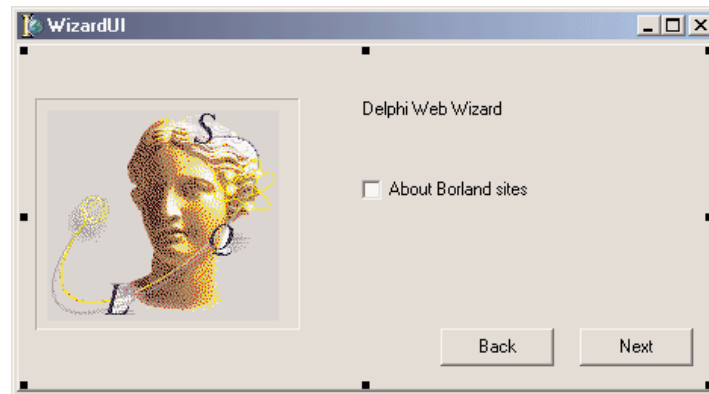 WizardUI
Delphi Web Wizard
About Borland sites
S
Q
L
Back
Next